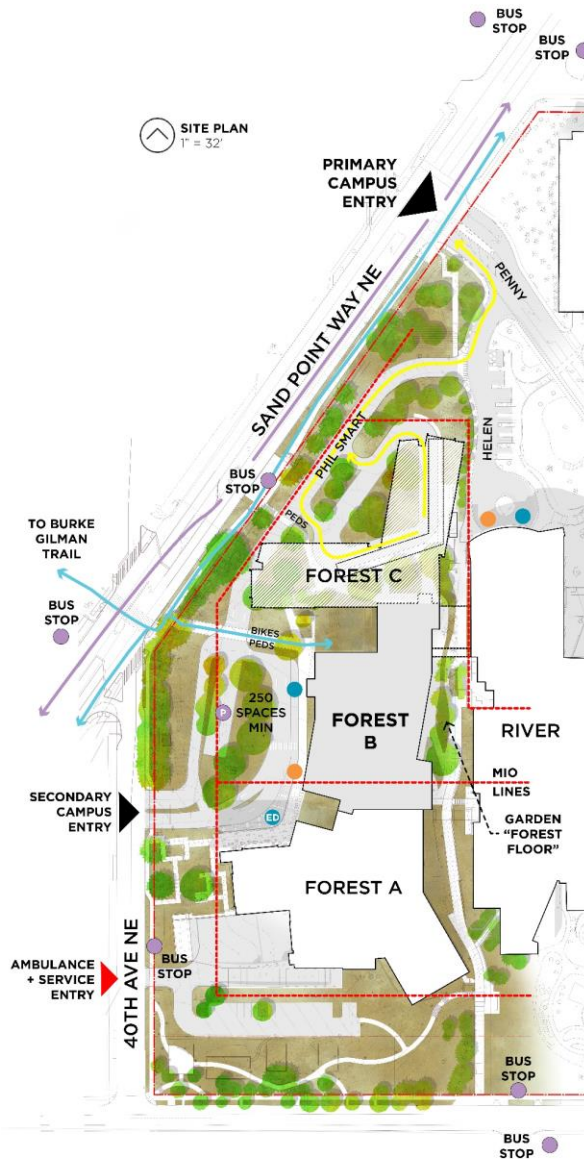 BUS
STOP
BUS
STOP
SITE PLAN
1" = 32'
PRIMARY
CAMPUS
ENTRY
PENNY
SAND POINT WAY NE
PHIL SMART
HELEN
BUS
STOP
PEDS
TO BURKE
GILMAN
TRAIL
FOREST C
BUS
STOP
BIKES
PEDS
P
250
SPACES
MIN
FOREST
B
RIVER
MIO
LINES
SECONDARY
CAMPUS
ENTRY
ED
GARDEN
"FOREST
FLOOR"
FOREST A
BUS
STOP
AMBULANCE
+ SERVICE
ENTRY
40TH AVE NE
BUS
STOP
BUS
STOP